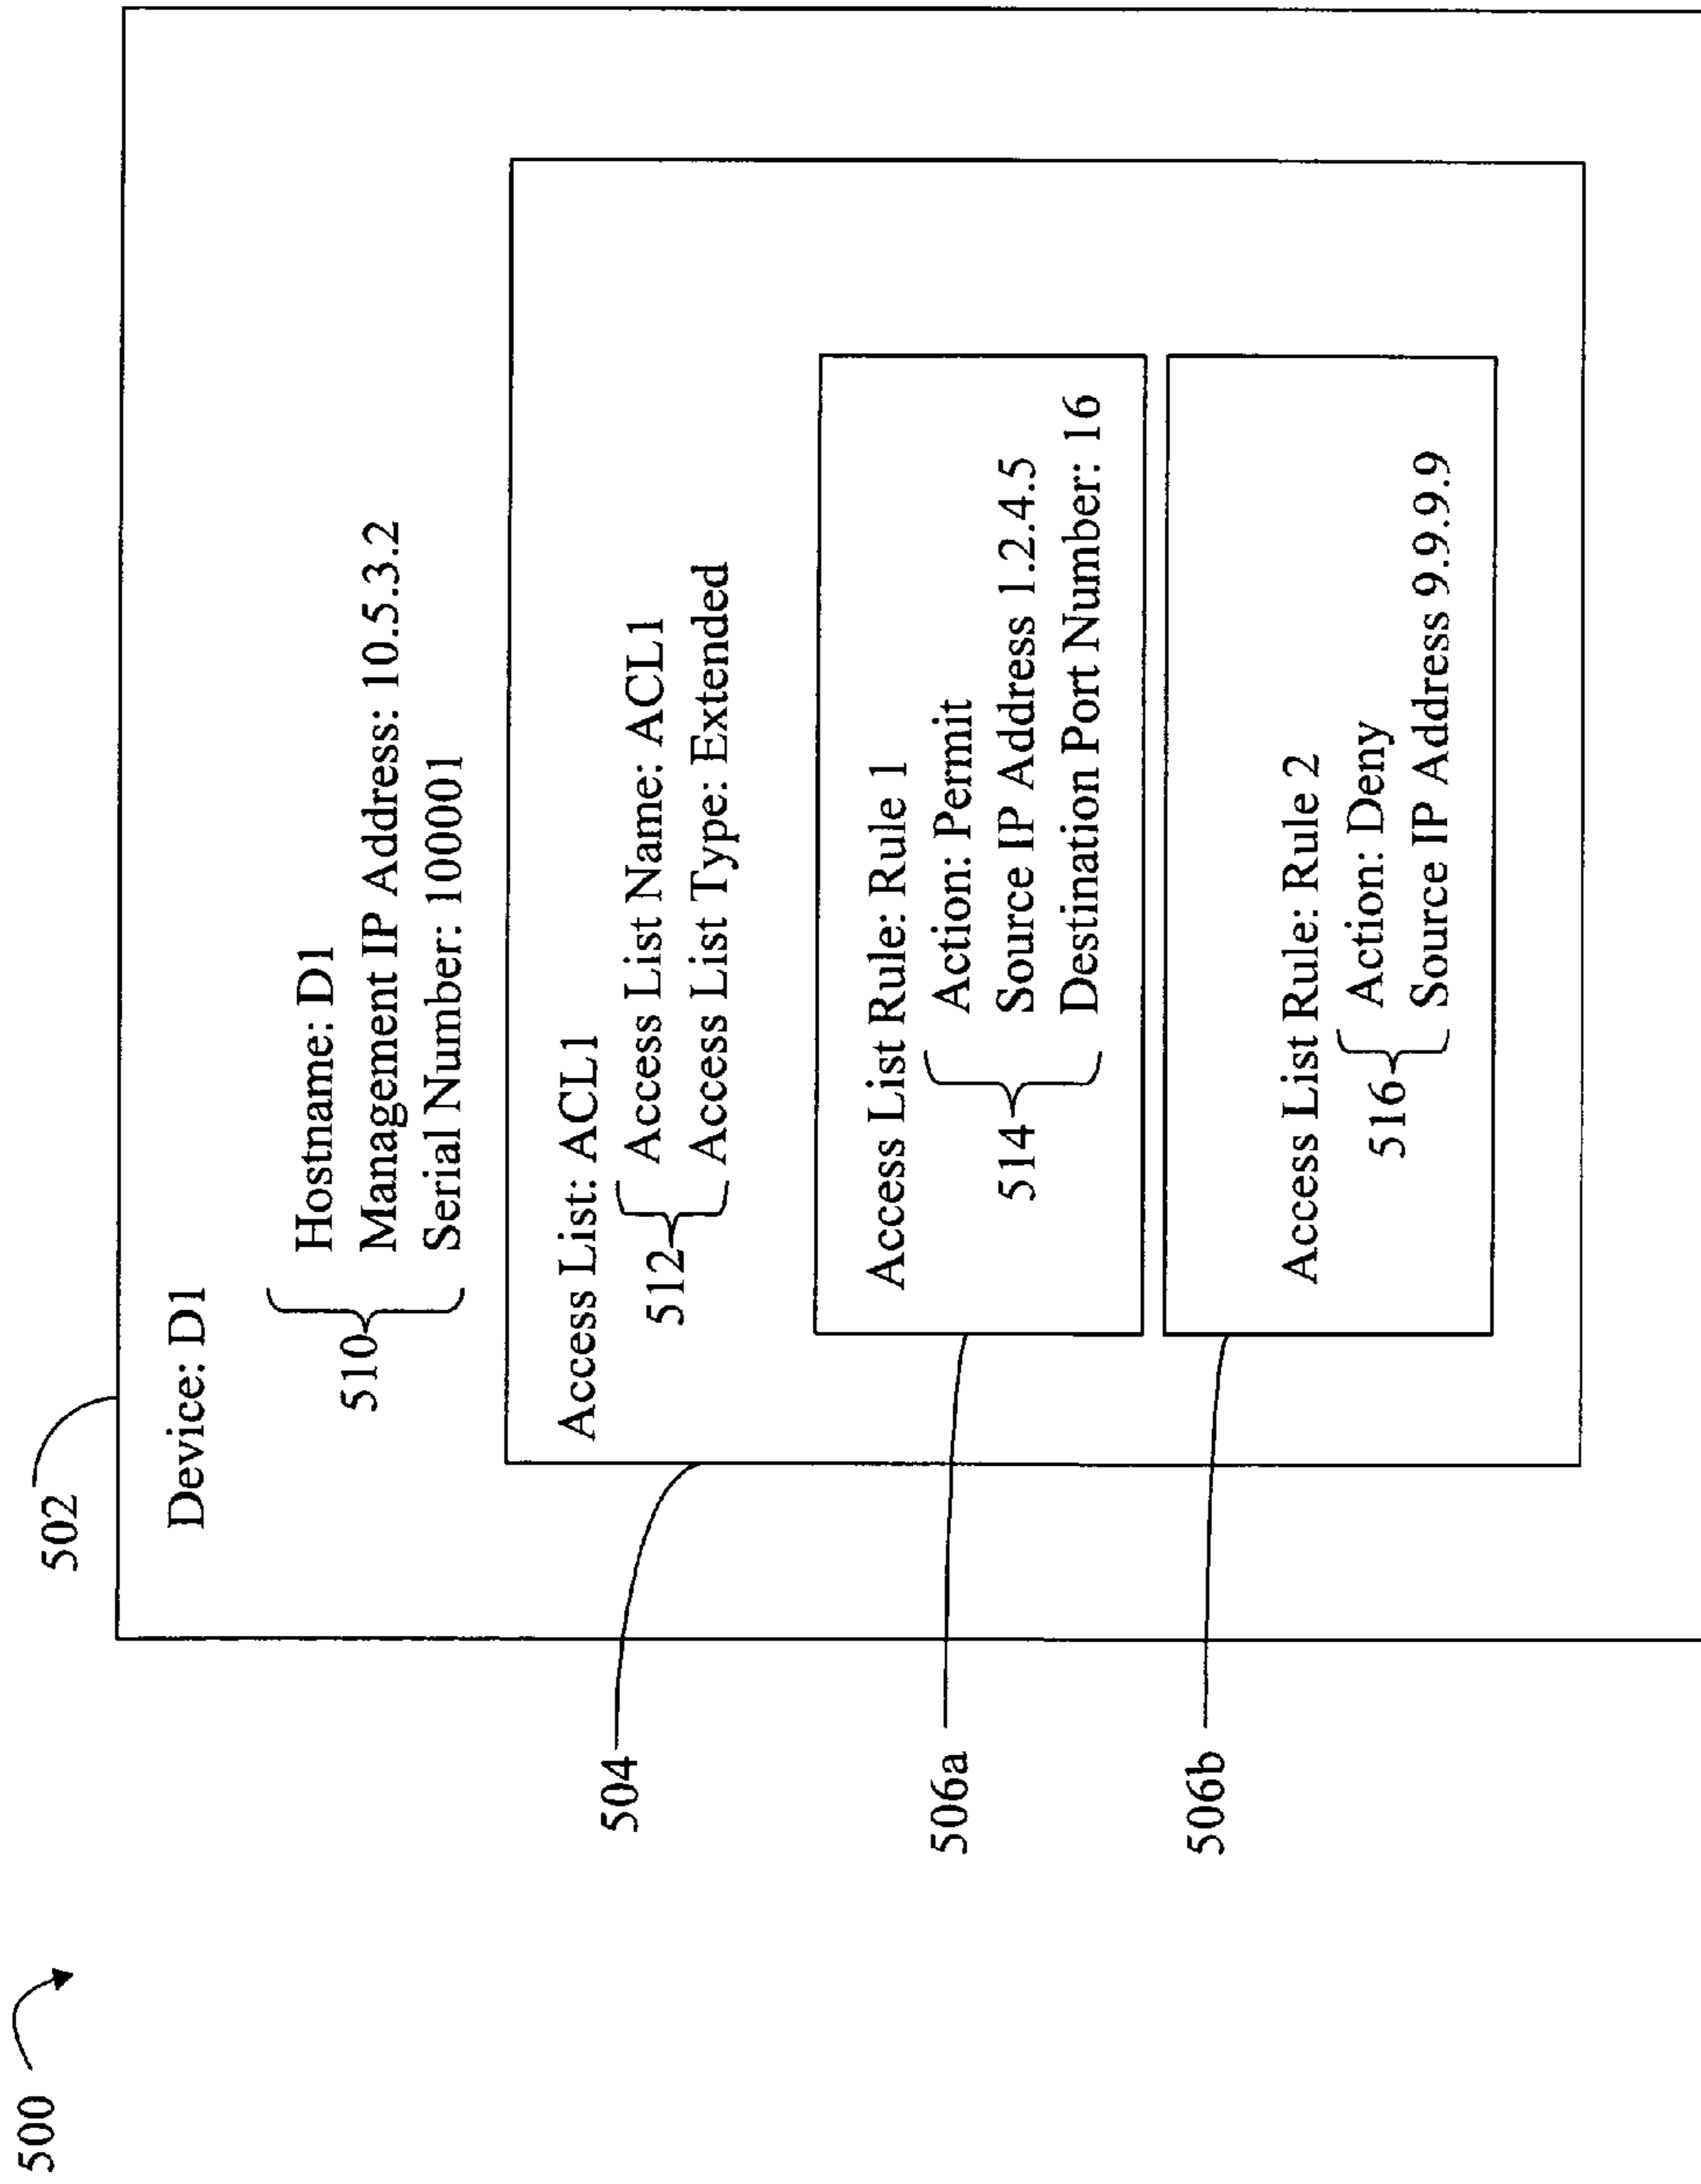 500
502
Device: D1
510
Hostname: D1
Management IP Address: 10.5.3.2
Serial Number: 100001
504
Access List: ACL1
512
Access List Name: ACL1
Access List Type: Extended
506a
Access List Rule: Rule 1
514
Action: Permit
Source IP Address 1.2.4.5
Destination Port Number: 16
506b
Access List Rule: Rule 2
516
Action: Deny
Source IP Address 9.9.9.9